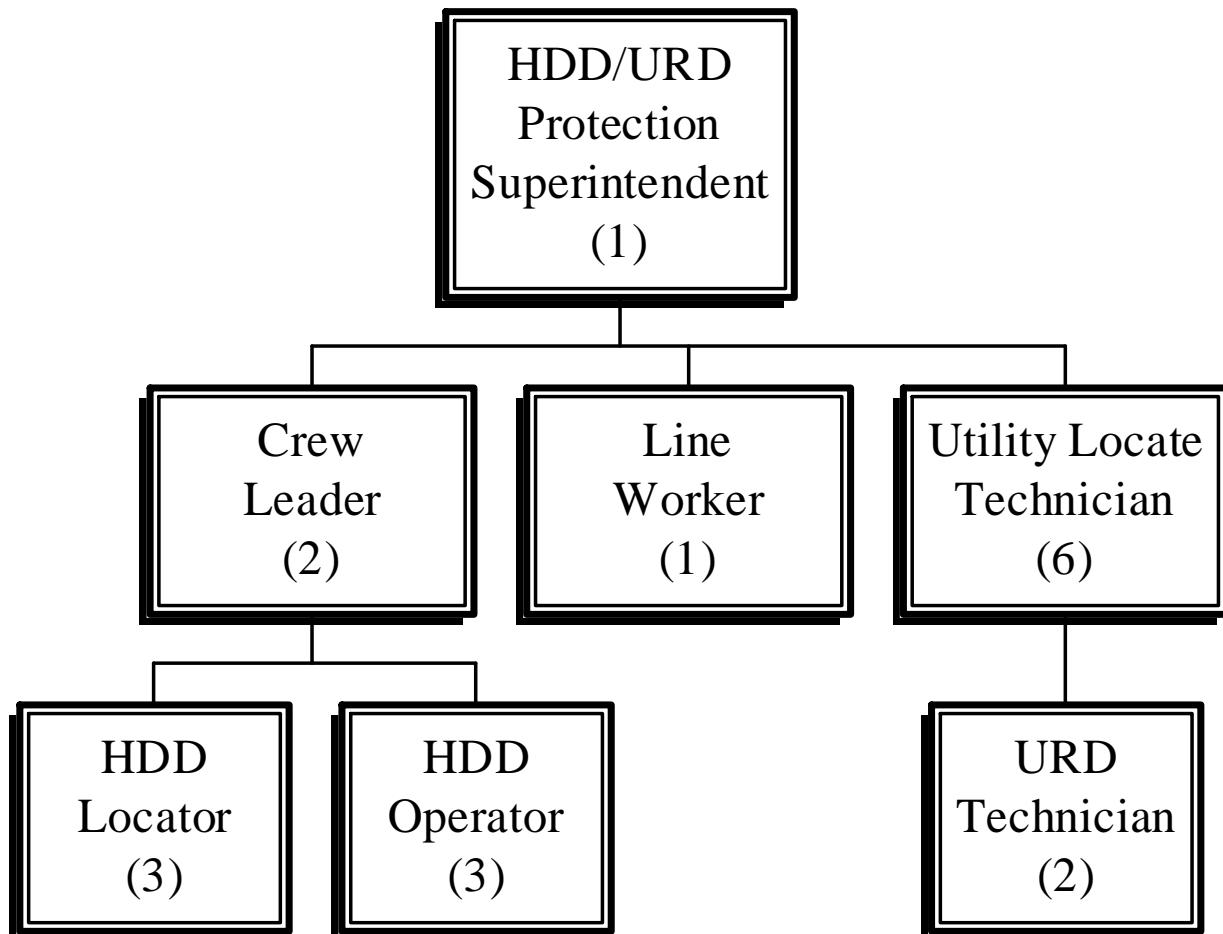 HDD/URD
Protection
Superintendent
(1)
Crew
Leader
(2)
Line
Worker
(1)
Utility Locate
Technician
(6)
HDD
Locator
(3)
HDD
Operator
(3)
URD
Technician
(2)